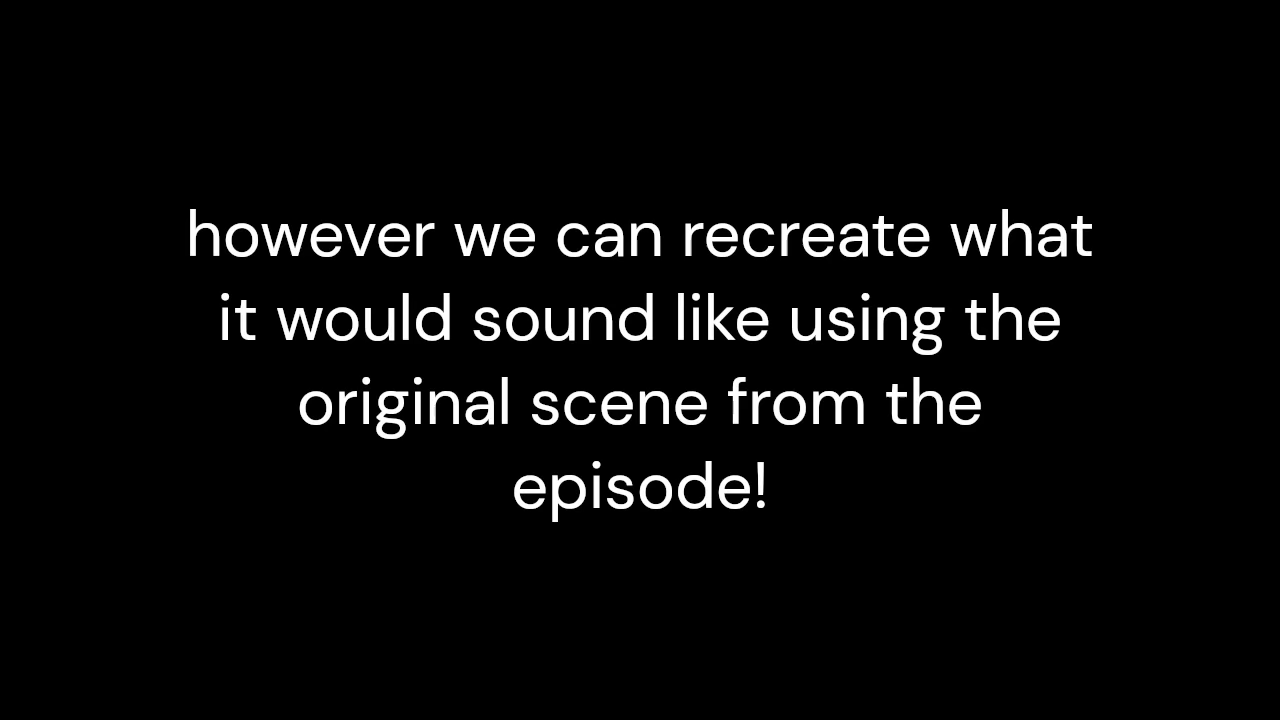 however we can recreate what
it would sound like using the
original scene from the
episode!